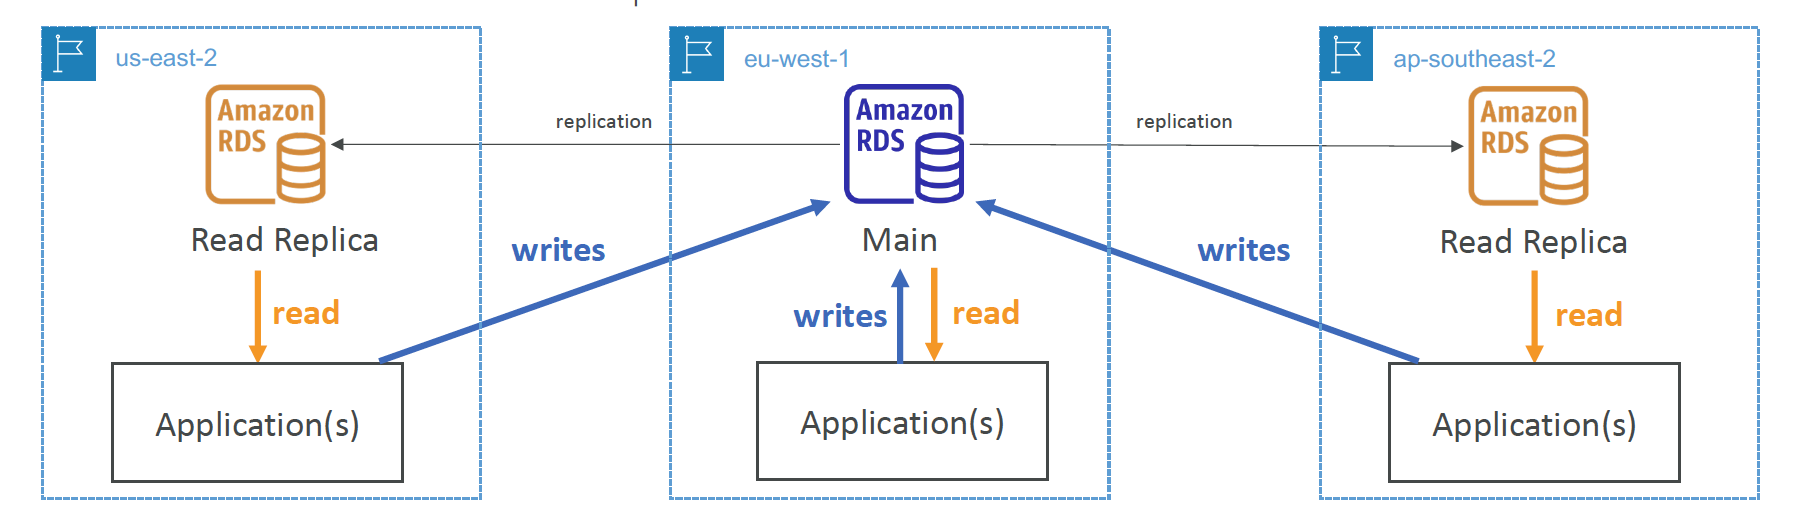 us-east-2
Amazon
RDS
Read Replica
read
Application(s)
replication
writes
eu-west-1
Amazon
RDS
Main
writes
read
Application(s)
replication
writes
ap-southeast-2
Amazon
RDS
Read Replica
read
Application(s)